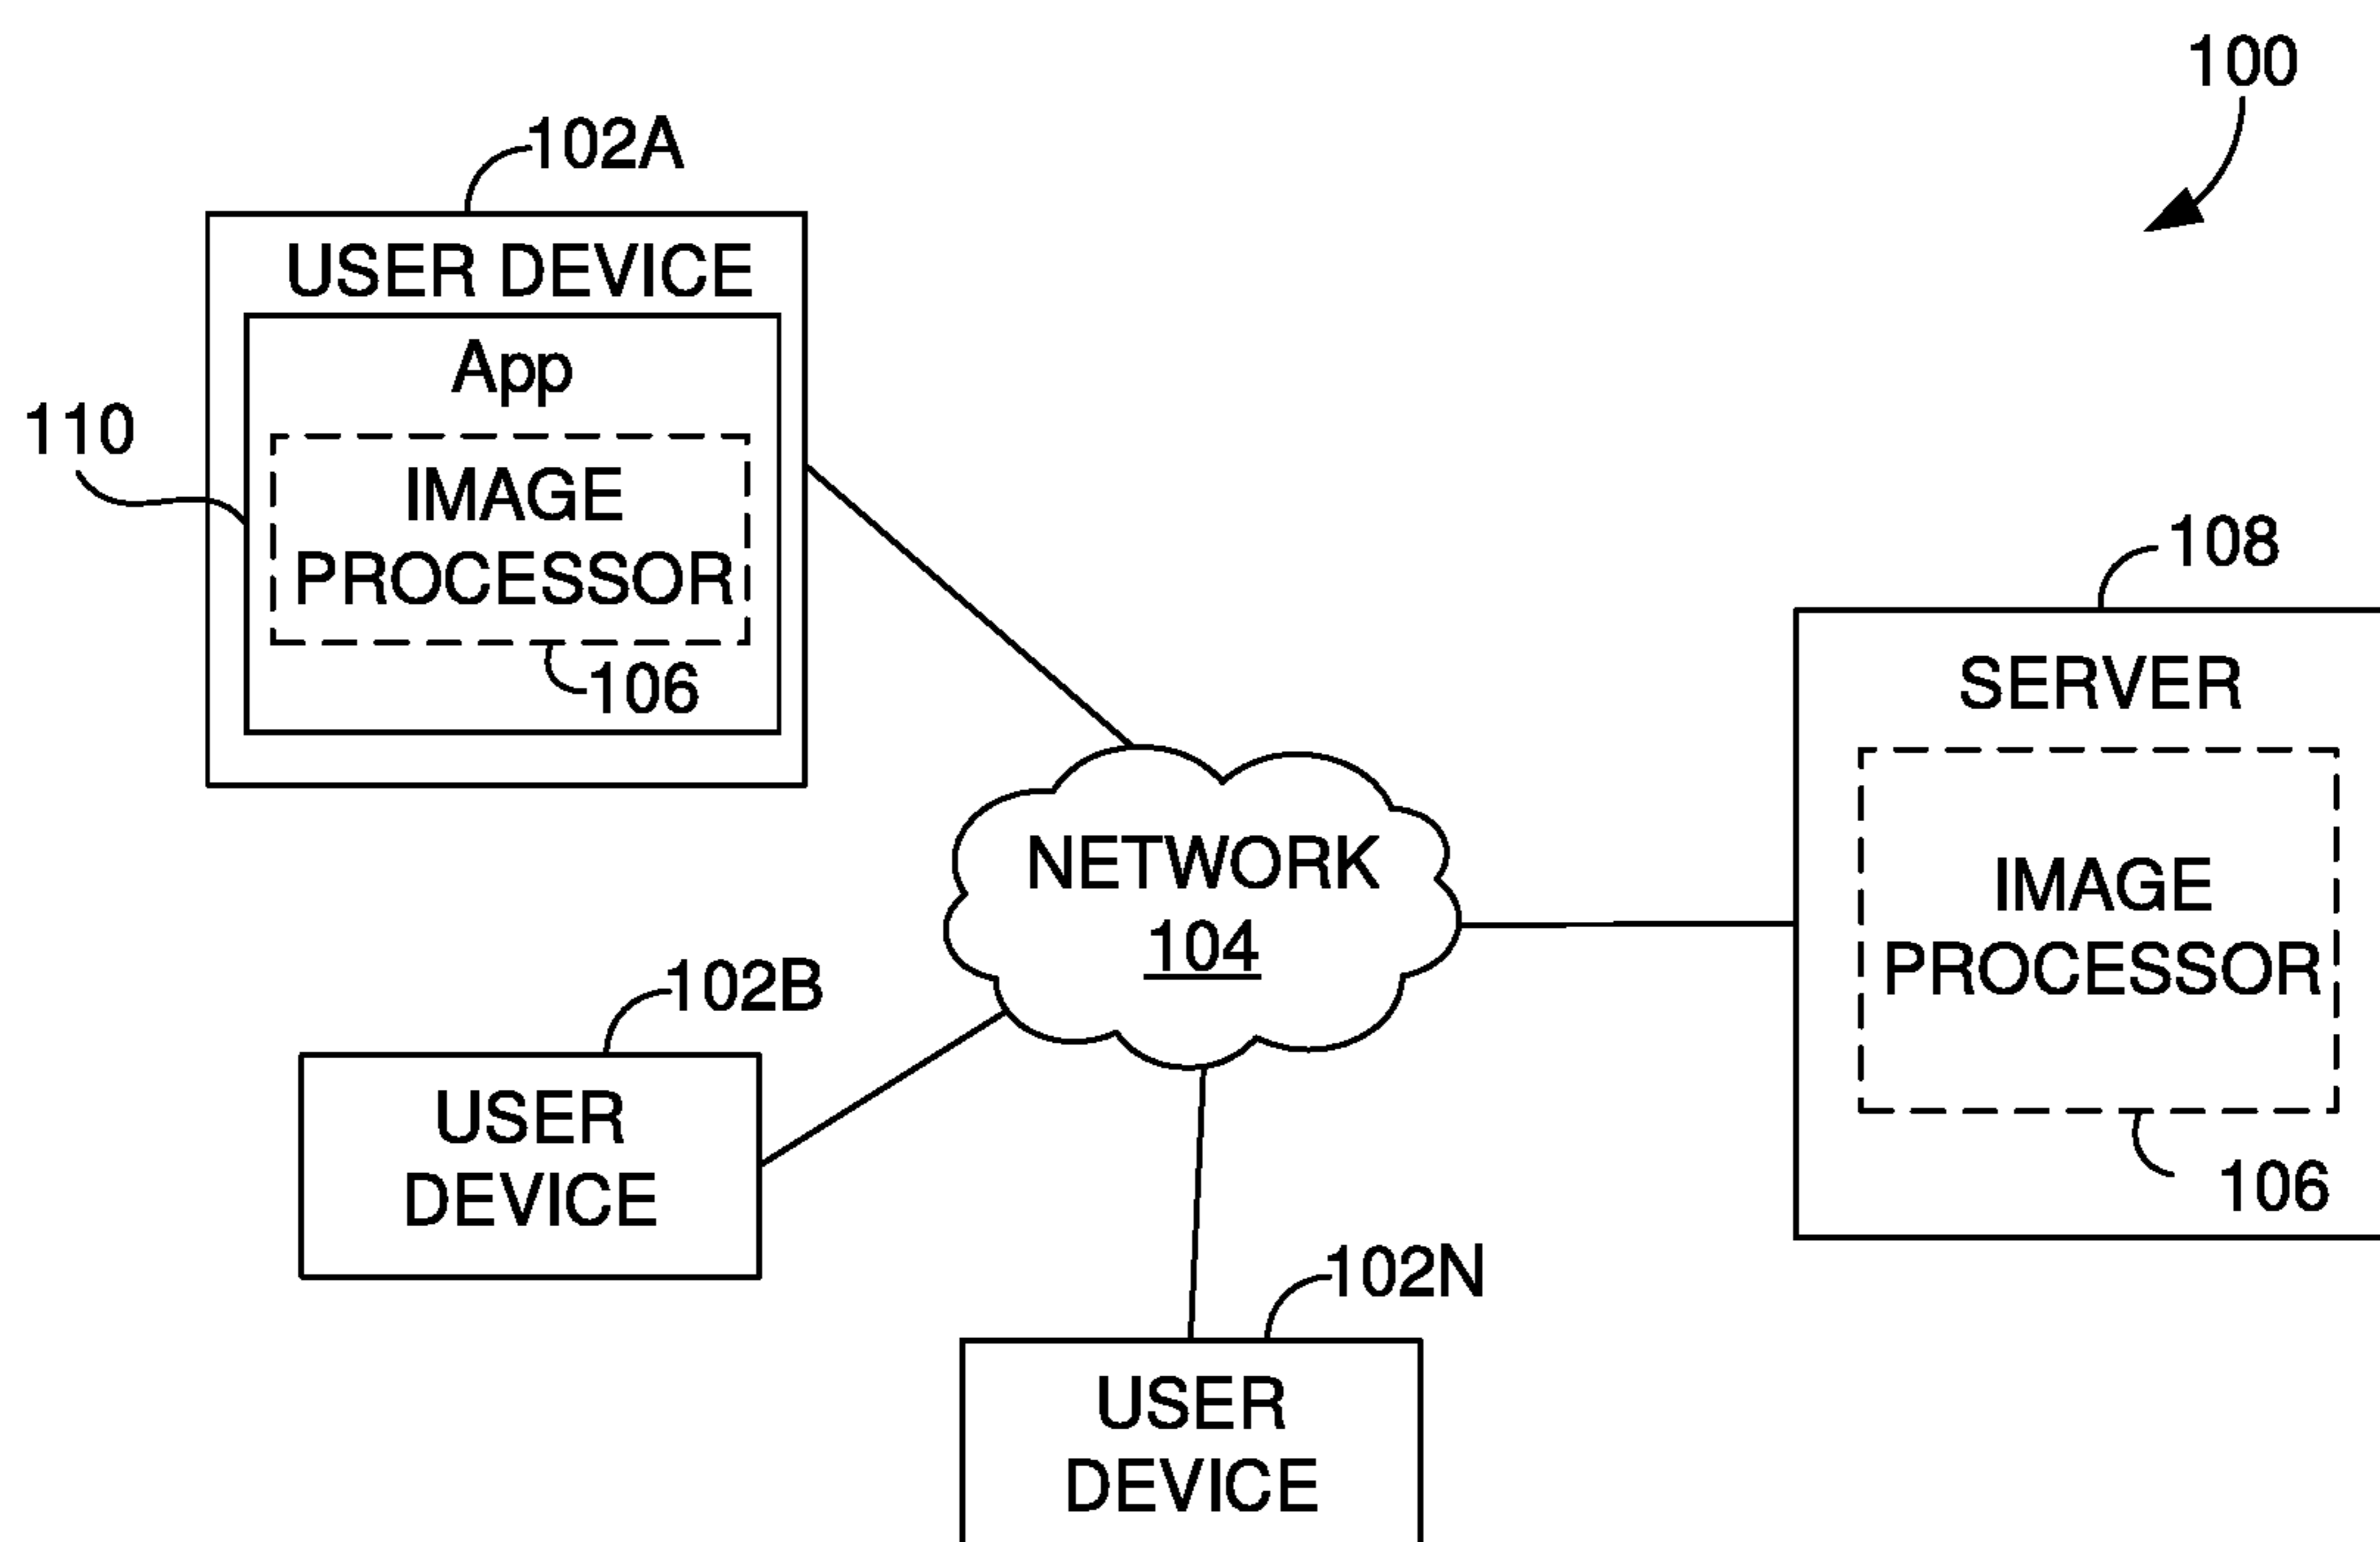 100
102A
USER DEVICE
App
110
IMAGE
PROCESSOR
106
108
SERVER
IMAGE
PROCESSOR
106
NETWORK
104
102B
USER
DEVICE
102N
USER
DEVICE